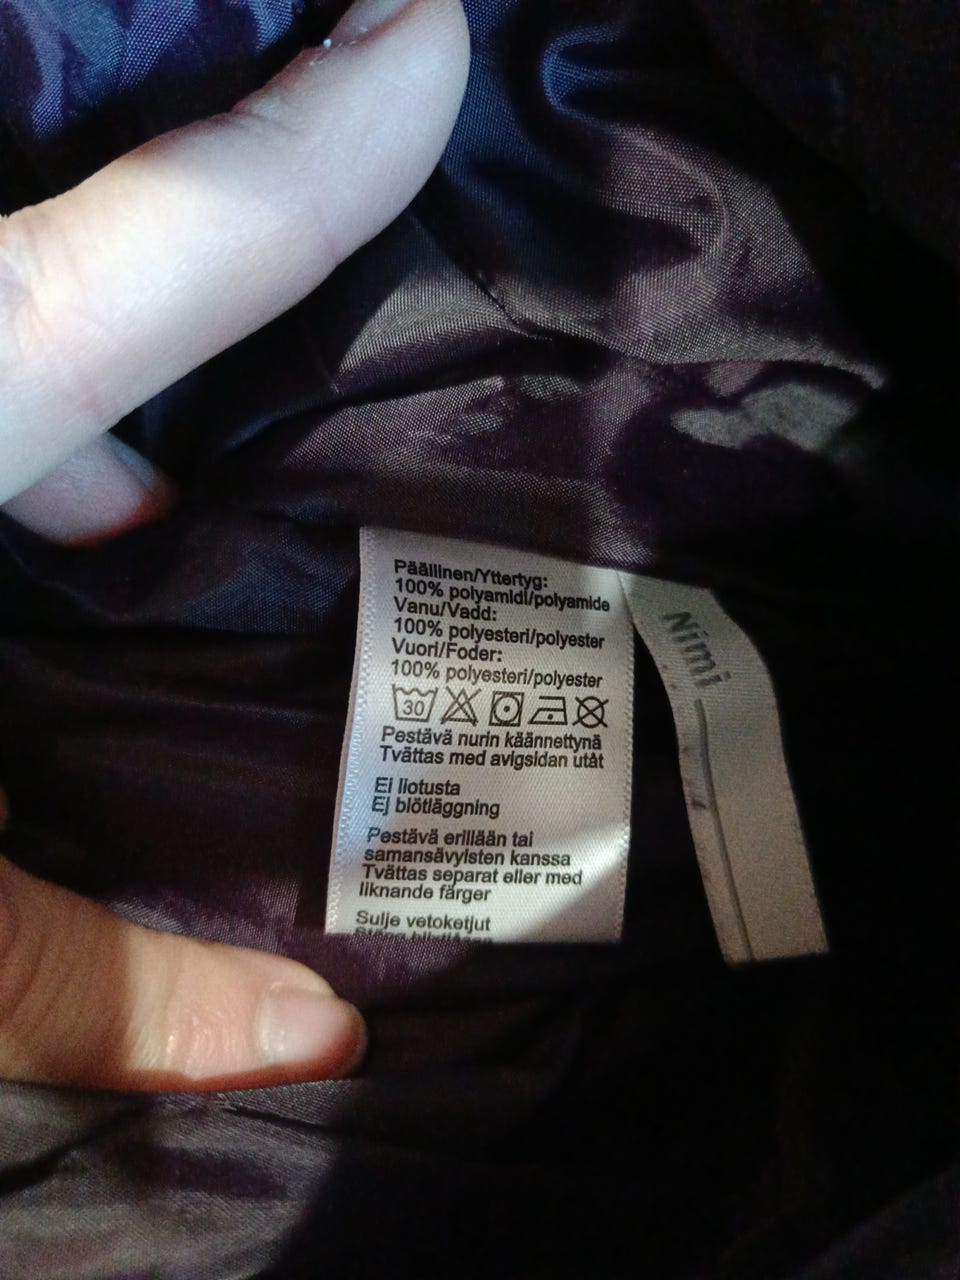 Päällinen/Yttertyg:
100% polyamidi/polyamide
Vanu/Vadd:
100% polyesteri/polyester
Vuori/Foder:
100% polyesteri/polyester
30
Pestävä nurin käännettynä
Tvättas med avigsidan utåt
Ei liotusta
Ej blötläggning
Pestävä erillään tai
samansävyisten kanssa
Tvättas separat eller med
liknande färger
Sulje vetoketjut
Nimi